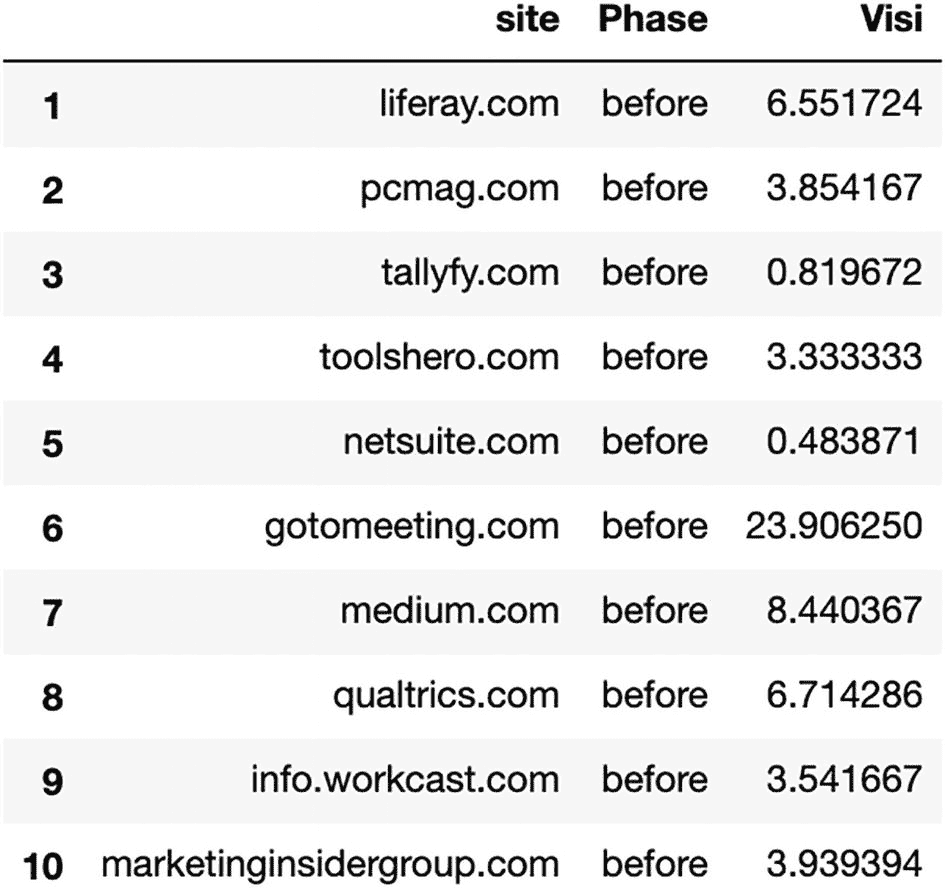 site Phase Visi
1 liferay.com before 6.551724
2 pcmag.com before 3.854167
3 tallyfy.com before 0.819672
4 toolshero.com before 3.333333
5 netsuite.com before 0.483871
6 gotomeeting.com before 23.906250
7 medium.com before 8.440367
8 qualtrics.com before 6.714286
9 info.workcast.com before 3.541667
10 marketinginsidergroup.com before 3.939394